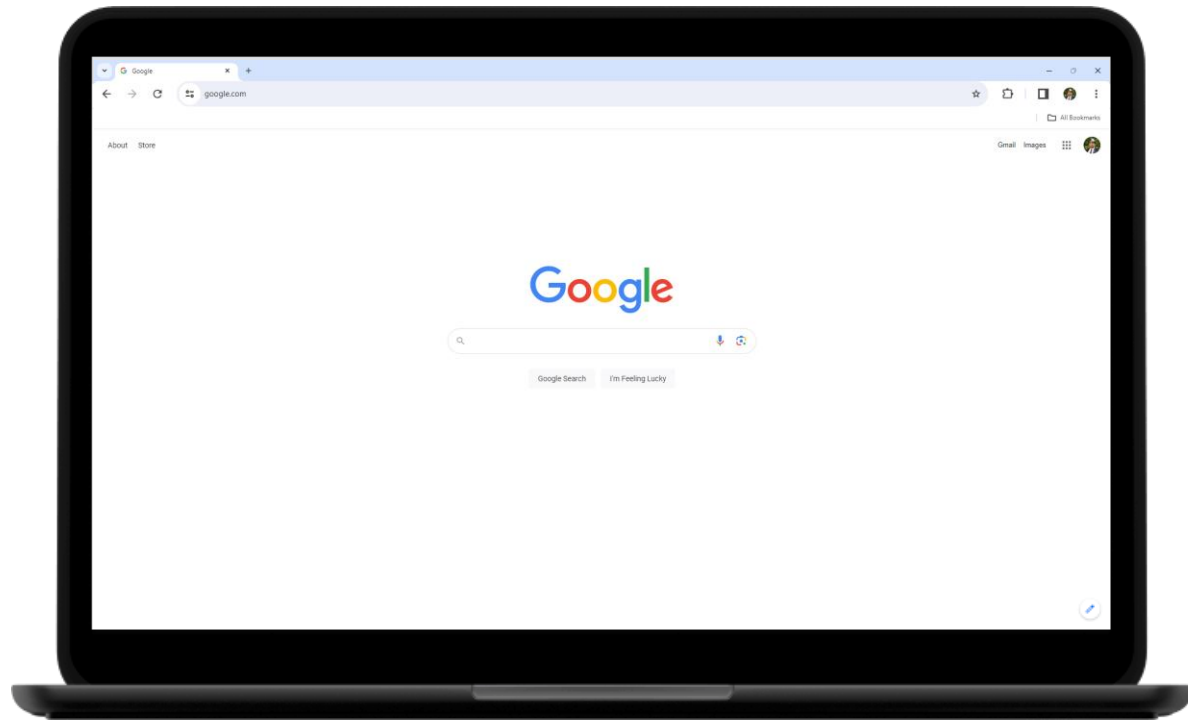 G Google
google.com
All Bookmarks
About Store
Gmail Images
Google
Google Search I'm Feeling Lucky